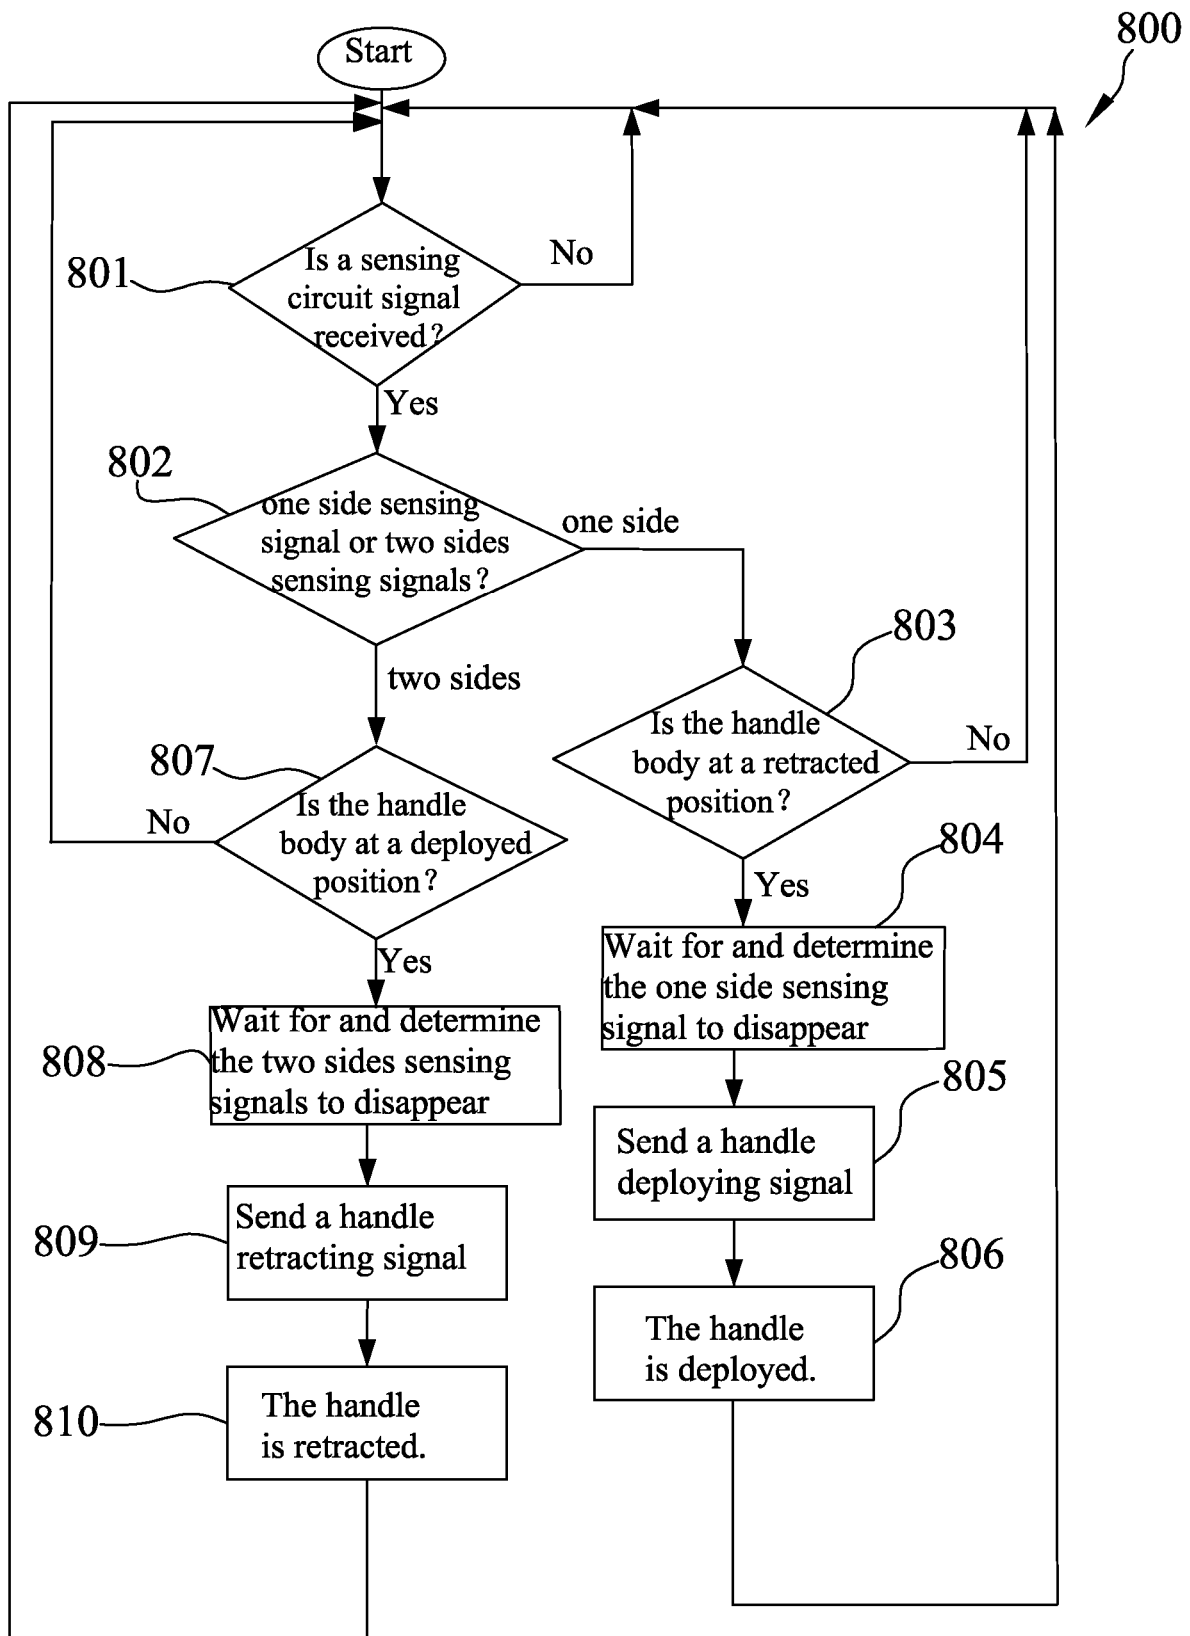 800
Start
801
Is a sensing
circuit signal
received?
No
Yes
802
one side sensing
signal or two sides
sensing signals?
one side
two sides
803
Is the handle
body at a retracted
position?
No
Yes
807
Is the handle
body at a deployed
position?
No
Yes
804
Wait for and determine
the one side sensing
signal to disappear
808
Wait for and determine
the two sides sensing
signals to disappear
805
Send a handle
deploying signal
809
Send a handle
retracting signal
806
The handle
is deployed.
810
The handle
is retracted.